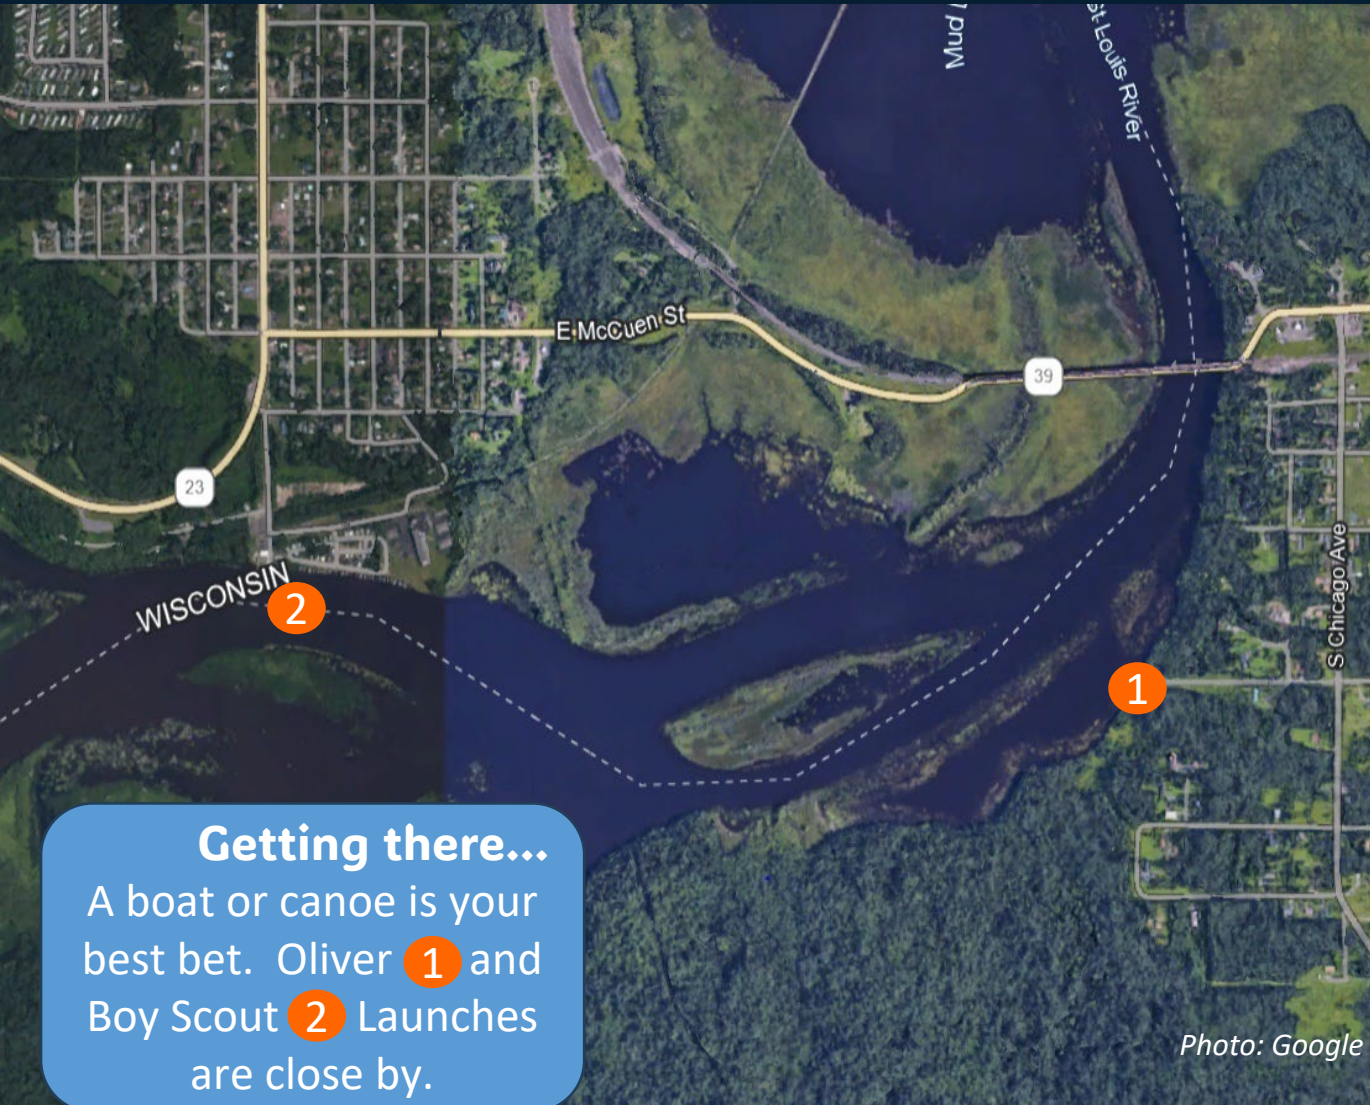 Mud
St Louis River
E McCuen St
39
23
WISCONSIN
2
1
S Chicago Ave
Getting there...
A boat or canoe is your
best bet. Oliver 1 and
Boy Scout 2 Launches
are close by.
Photo: Google